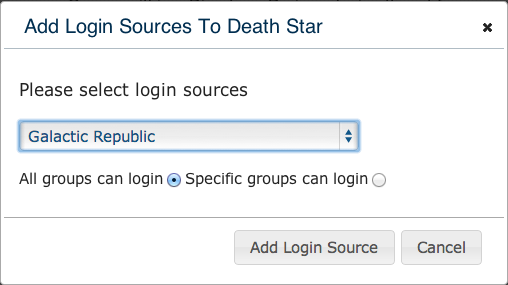 Add Login Sources To Death Star
Please select login sources
Galactic Republic
All groups can login Specific groups can login
Add Login Source Cancel